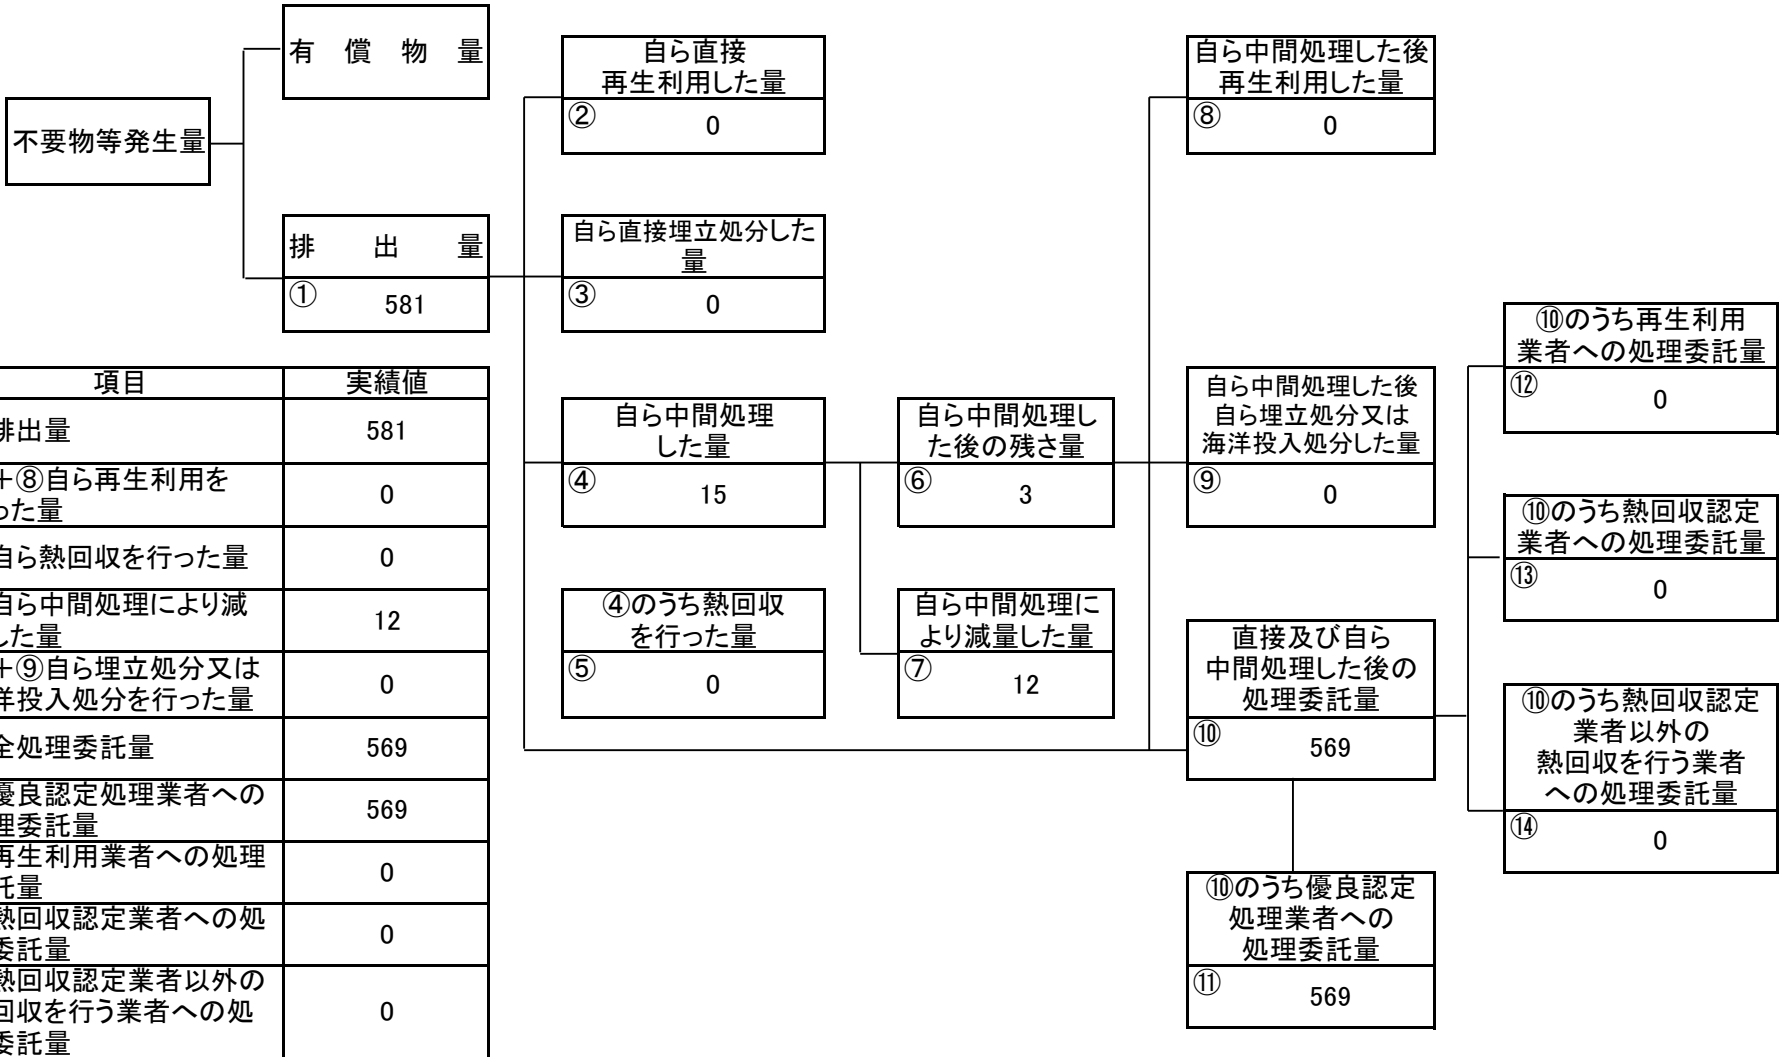 有償物量
不要物等発生量
排出量
①
581
自ら直接
再生利用した量
②
0
自ら直接埋立処分した
量
③
0
自ら中間処理
した量
④
15
④のうち熱回収
を行った量
⑤
0
自ら中間処理し
た後の残さ量
⑥
3
自ら中間処理に
より減量した量
⑦
12
自ら中間処理した後
再生利用した量
⑧
0
自ら中間処理した後
自ら埋立処分又は
海洋投入処分した量
⑨
0
直接及び自ら
中間処理した後の
処理委託量
⑩
569
⑩のうち優良認定
処理業者への
処理委託量
⑪
569
⑩のうち再生利用
業者への処理委託量
⑫
0
⑩のうち熱回収認定
業者への処理委託量
⑬
0
⑩のうち熱回収認定
業者以外の
熱回収を行う業者
への処理委託量
⑭
0
項目 実績値
排出量 581
+⑧自ら再生利用を
った量
0
自ら熱回収を行った量 0
自ら中間処理により減
した量
12
+⑨自ら埋立処分又は
洋投入処分を行った量
0
全処理委託量 569
優良認定処理業者への
理委託量
569
再生利用業者への処理
託量
0
熱回収認定業者への処
委託量
0
熱回収認定業者以外の
回収を行う業者への処
委託量
0